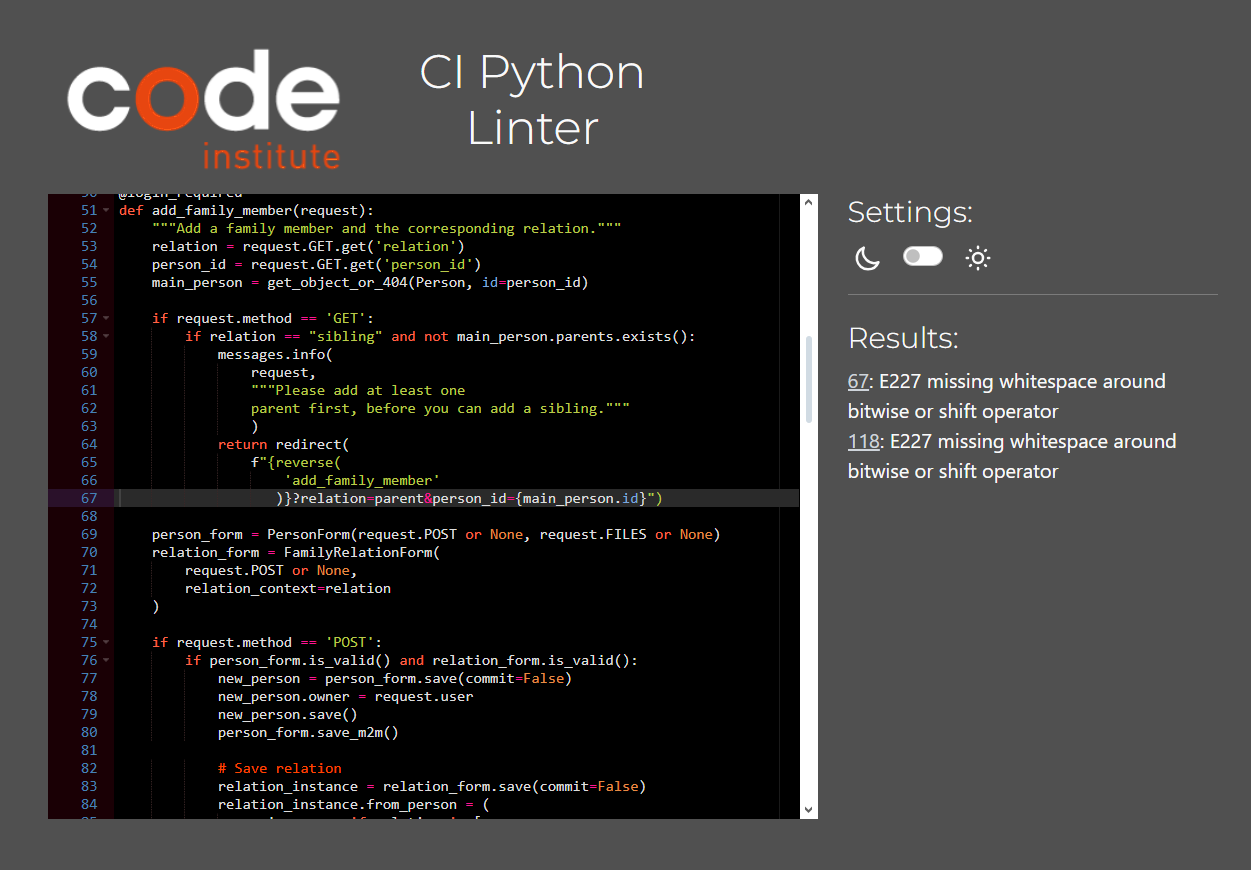 code
institute
CI Python
Linter
51 def add_family_member(request):
52     """Add a family member and the corresponding relation."""
53     relation = request.GET.get('relation')
54     person_id = request.GET.get('person_id')
55     main_person = get_object_or_404(Person, id=person_id)
56
57     if request.method == 'GET':
58         if relation == "sibling" and not main_person.parents.exists():
59             messages.info(
60                 request,
61                 """Please add at least one
62                 parent first, before you can add a sibling."""
63                 )
64             return redirect(
65                 f"{reverse(
66                     'add_family_member'
67                    )}?relation=parent&person_id={main_person.id}")
68
69     person_form = PersonForm(request.POST or None, request.FILES or None)
70     relation_form = FamilyRelationForm(
71         request.POST or None,
72         relation_context=relation
73     )
74
75     if request.method == 'POST':
76         if person_form.is_valid() and relation_form.is_valid():
77             new_person = person_form.save(commit=False)
78             new_person.owner = request.user
79             new_person.save()
80             person_form.save_m2m()
81
82             # Save relation
83             relation_instance = relation_form.save(commit=False)
84             relation_instance.from_person = (
Settings:
Results:
67: E227 missing whitespace around
bitwise or shift operator
118: E227 missing whitespace around
bitwise or shift operator